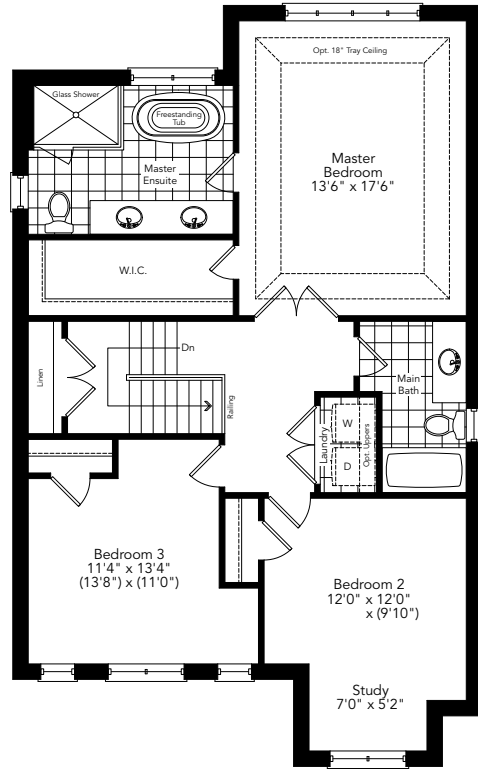 Opt. 18" Tray Ceiling
Glass Shower
Freestanding
Tub
Master
Ensuite
Master
Bedroom
13'6" x 17'6"
W.I.C.
Linen
Dn
Railing
Main
Bath
Laundry
W
D
Opt. Uppers
Bedroom 3
11'4" x 13'4"
(13'8") x (11'0")
Bedroom 2
12'0" x 12'0"
x (9'10")
Study
7'0" x 5'2"